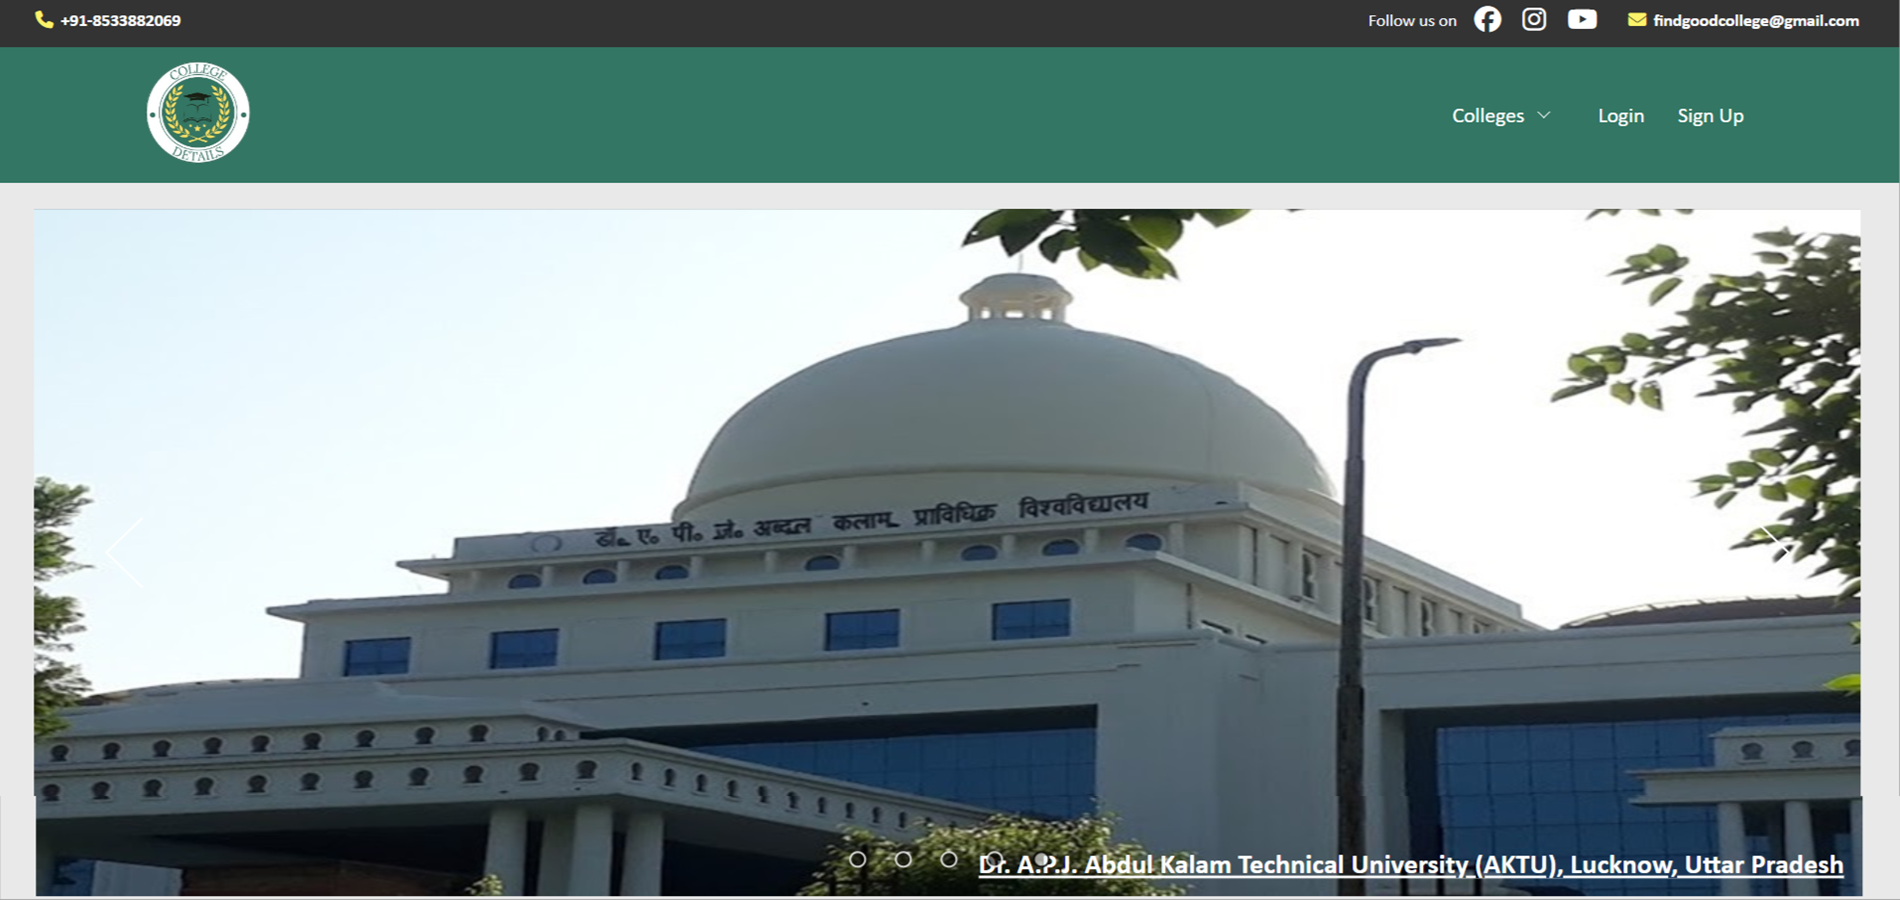 +91-8533882069
Follow us on
findgoodcollege@gmail.com
COLLEGE
DETAILS
Colleges
Login
Sign Up
डॉ. ए॰ पी॰ जे॰ अब्दुल कलाम प्राविधिक विश्वविद्यालय
Dr. A.P.J. Abdul Kalam Technical University (AKTU), Lucknow, Uttar Pradesh